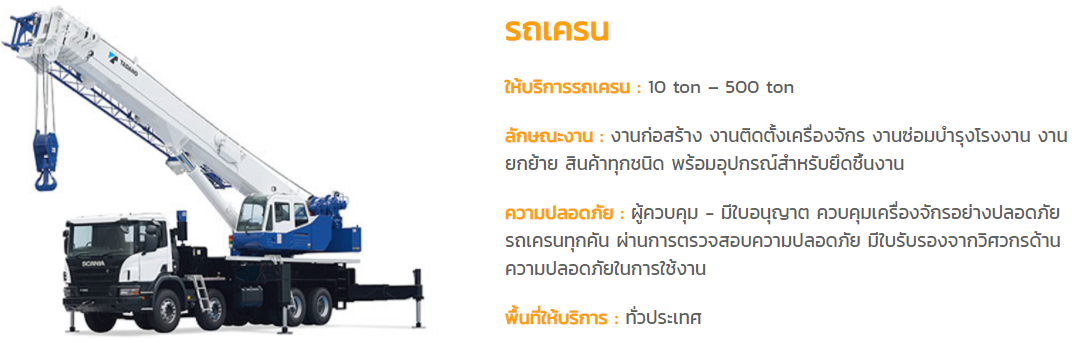 รถเครน
TADANO
ให้บริการรถเครน : 10 ton – 500 ton
ลักษณะงาน : งานก่อสร้าง งานติดตั้งเครื่องจักร งานซ่อมบำรุงโรงงาน งาน
ยกย้าย สินค้าทุกชนิด พร้อมอุปกรณ์สำหรับยึดชิ้นงาน
ความปลอดภัย : ผู้ควบคุม - มีใบอนุญาต ควบคุมเครื่องจักรอย่างปลอดภัย
รถเครนทุกคัน ผ่านการตรวจสอบความปลอดภัย มีใบรับรองจากวิศวกรด้าน
ความปลอดภัยในการใช้งาน
SCANIA
พื้นที่ให้บริการ : ทั่วประเทศ